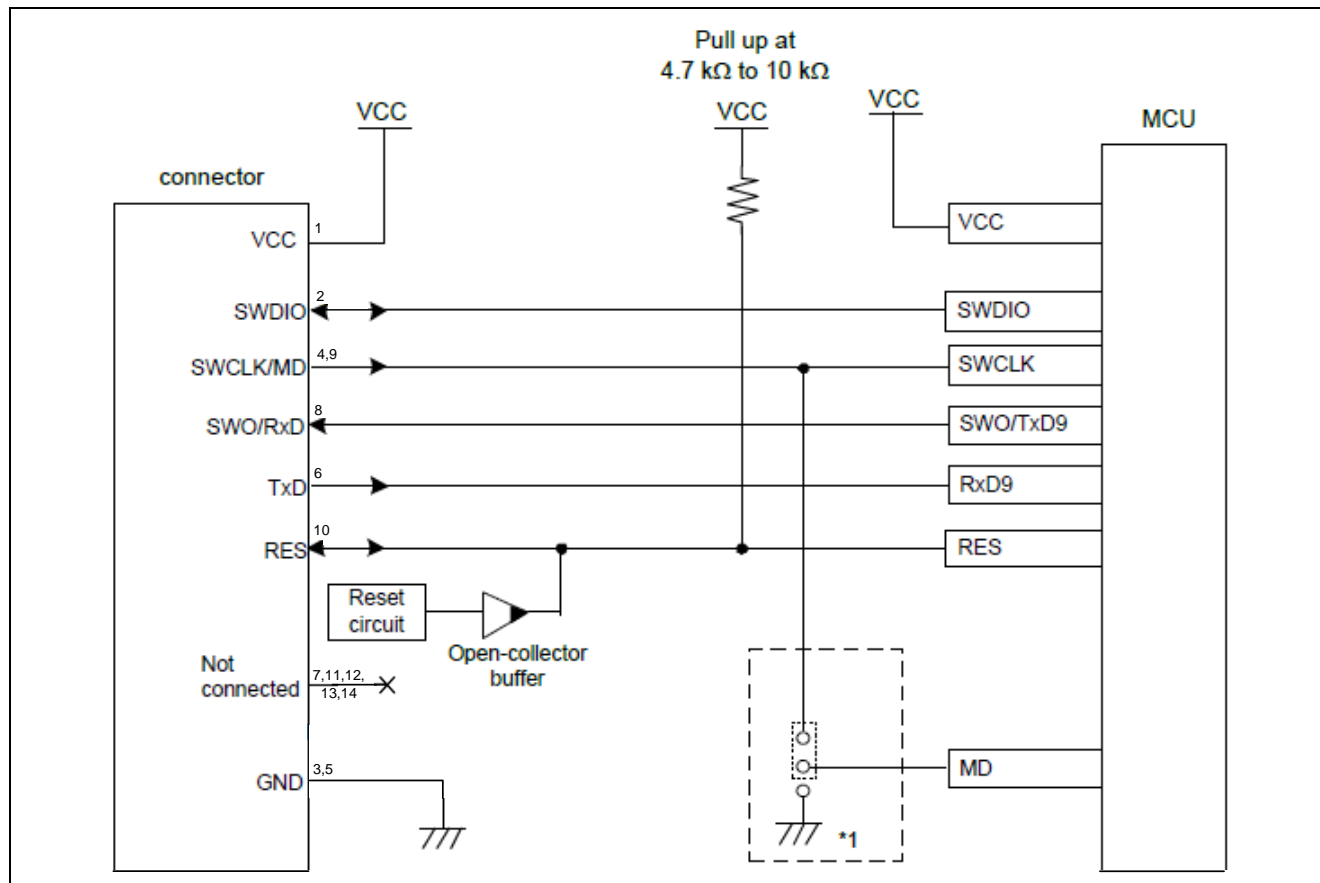 Pull up at
4.7 kΩ to 10 kΩ
VCC
VCC
VCC
MCU
connector
VCC
1
VCC
SWDIO
2
SWDIO
SWCLK/MD
4,9
SWCLK
SWO/RxD
8
SWO/TxD9
TxD
6
RxD9
RES
10
RES
Reset
circuit
Open-collector
buffer
Not
connected
7,11,12,
13,14
MD
GND
3,5
*1